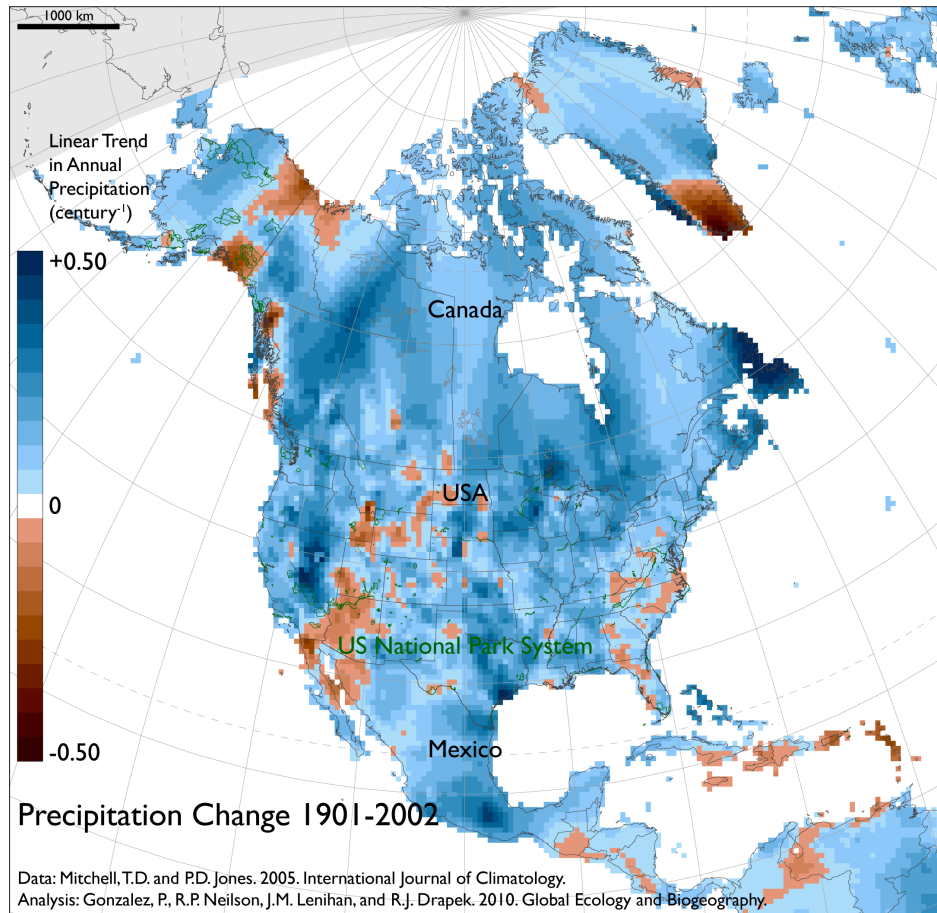 1000 km
Linear Trend
in Annual
Precipitation
(century⁻¹)
+0.50
0
-0.50
Canada
USA
US National Park System
Mexico
Precipitation Change 1901-2002
Data: Mitchell, T.D. and P.D. Jones. 2005. International Journal of Climatology.
Analysis: Gonzalez, P., R.P. Neilson, J.M. Lenihan, and R.J. Drapek. 2010. Global Ecology and Biogeography.